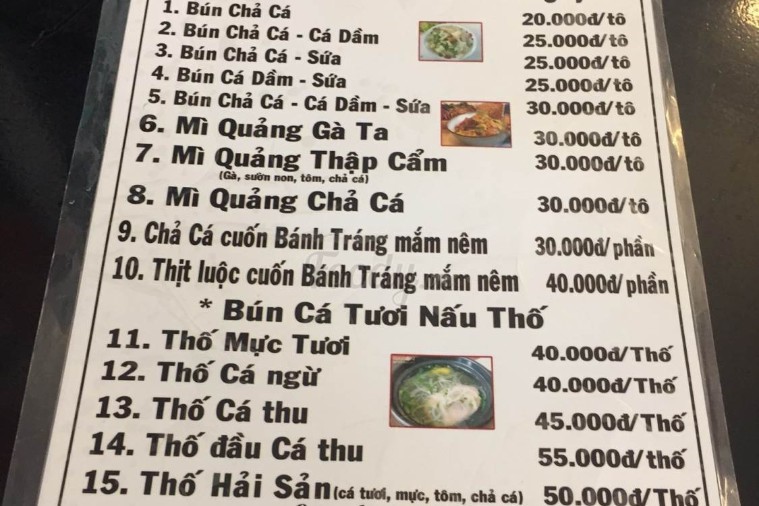 1. Bún Chả Cá 20.000đ/tô
2. Bún Chả Cá - Cá Dầm 25.000đ/tô
3. Bún Chả Cá - Sứa 25.000đ/tô
4. Bún Cá Dầm - Sứa 25.000đ/tô
5. Bún Chả Cá - Cá Dầm - Sứa 30.000đ/tô
6. Mì Quảng Gà Ta 30.000đ/tô
7. Mì Quảng Thập Cẩm 30.000đ/tô
(Gà, sườn non, tôm, chả cá)
8. Mì Quảng Chả Cá 30.000đ/tô
9. Chả Cá cuốn Bánh Tráng mắm nêm 30.000đ/phần
10. Thịt luộc cuốn Bánh Tráng mắm nêm 40.000đ/phần
Foody
* Bún Cá Tươi Nấu Thố
11. Thố Mực Tươi 40.000đ/Thố
12. Thố Cá ngừ 40.000đ/Thố
13. Thố Cá thu 45.000đ/Thố
14. Thố đầu Cá thu 55.000đ/thố
15. Thố Hải Sản (cá tươi, mực, tôm, chả cá) 50.000đ/Thố